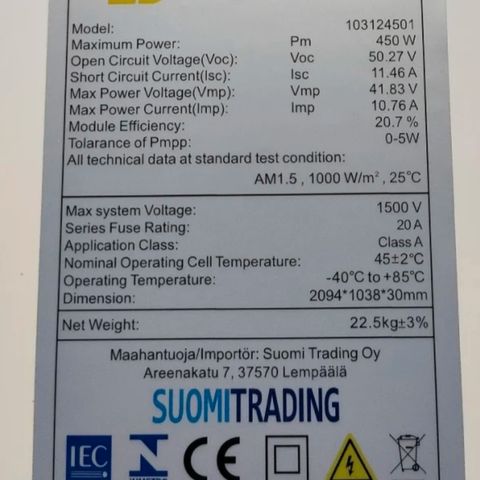 Model: 103124501
Maximum Power: Pm 450 W
Open Circuit Voltage(Voc): Voc 50.27 V
Short Circuit Current(Isc): Isc 11.46 A
Max Power Voltage(Vmp): Vmp 41.83 V
Max Power Current(Imp): Imp 10.76 A
Module Efficiency: 20.7 %
Tolarance of Pmpp: 0-5W
All technical data at standard test condition:
AM1.5 , 1000 W/m², 25℃
Max system Voltage: 1500 V
Series Fuse Rating: 20 A
Application Class: Class A
Nominal Operating Cell Temperature: 45±2℃
Operating Temperature: -40℃ to +85℃
Dimension: 2094*1038*30mm
Net Weight: 22.5kg±3%
Maahantuoja/Importör: Suomi Trading Oy
Areenakatu 7, 37570 Lempäälä
SUOMITRADING
IEC
CE